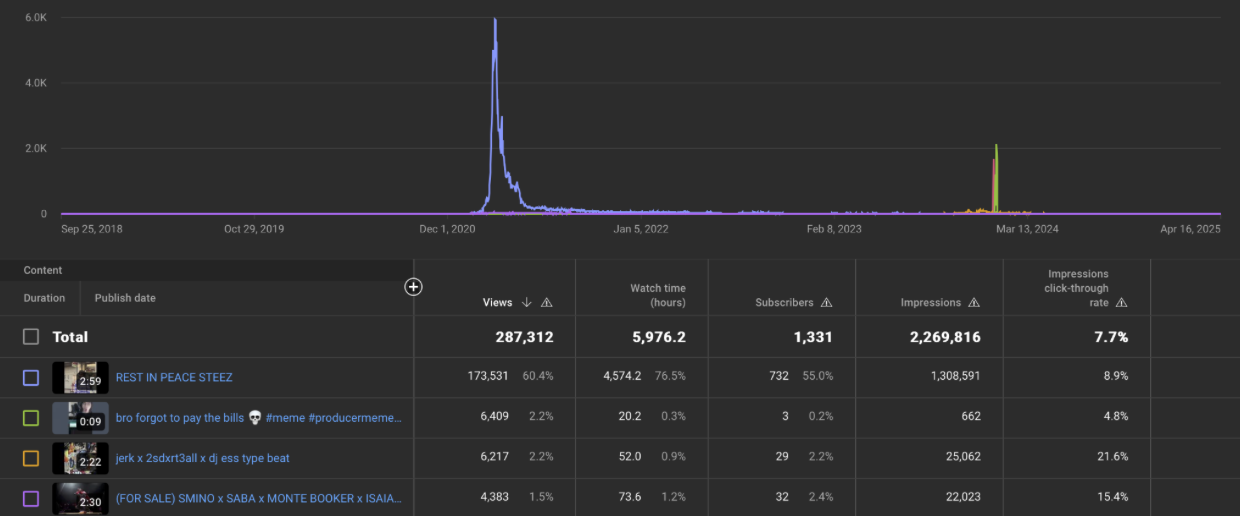 6.0K
4.0K
2.0K
0
Sep 25, 2018 Oct 29, 2019 Dec 1, 2020 Jan 5, 2022 Feb 8, 2023 Mar 13, 2024 Apr 16, 2025
Content
Duration Publish date
Views Watch time (hours) Subscribers Impressions Impressions click-through rate
Total 287,312 5,976.2 1,331 2,269,816 7.7%
2:59 REST IN PEACE STEEZ 173,531 60.4% 4,574.2 76.5% 732 55.0% 1,308,591 8.9%
0:09 bro forgot to pay the bills 💀 #meme #producermeme... 6,409 2.2% 20.2 0.3% 3 0.2% 662 4.8%
2:22 jerk x 2sdxrt3all x dj ess type beat 6,217 2.2% 52.0 0.9% 29 2.2% 25,062 21.6%
2:30 (FOR SALE) SMINO x SABA x MONTE BOOKER x ISAIA... 4,383 1.5% 73.6 1.2% 32 2.4% 22,023 15.4%